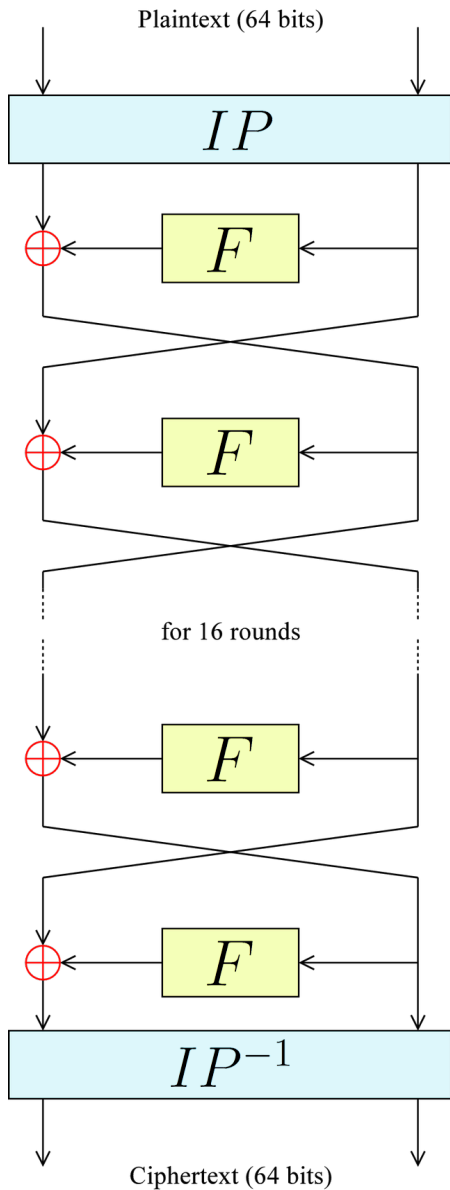 Plaintext (64 bits)
IP
F
F
for 16 rounds
F
F
IP⁻¹
Ciphertext (64 bits)